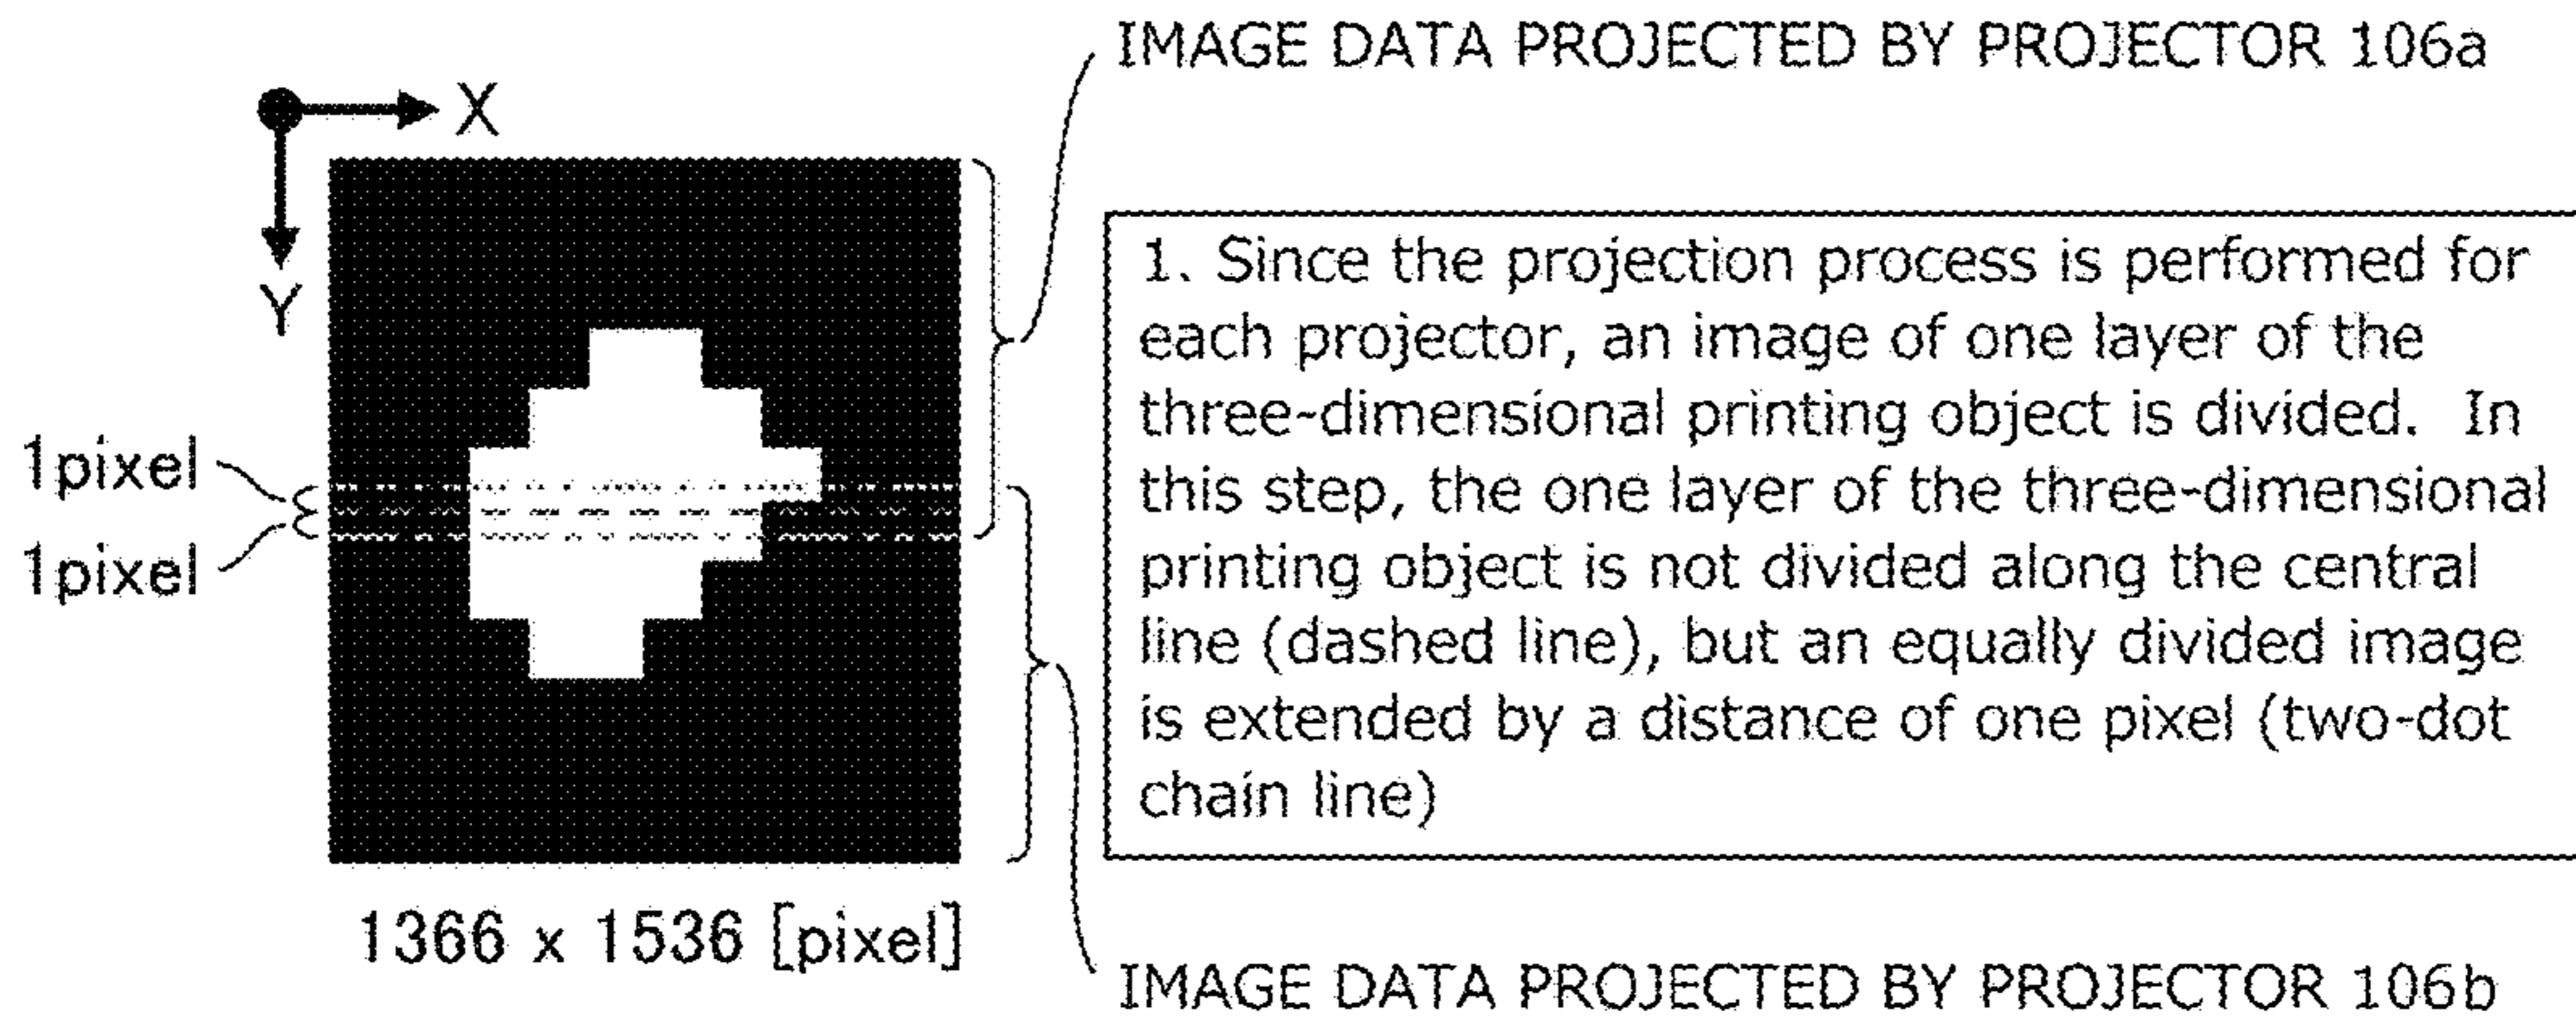 IMAGE DATA PROJECTED BY PROJECTOR 106a
X
Y
1. Since the projection process is performed for
each projector, an image of one layer of the
three-dimensional printing object is divided.  In
this step, the one layer of the three-dimensional
printing object is not divided along the central
line (dashed line), but an equally divided image
is extended by a distance of one pixel (two-dot
chain line)
1pixel
1pixel
1366 x 1536 [pixel]
IMAGE DATA PROJECTED BY PROJECTOR 106b